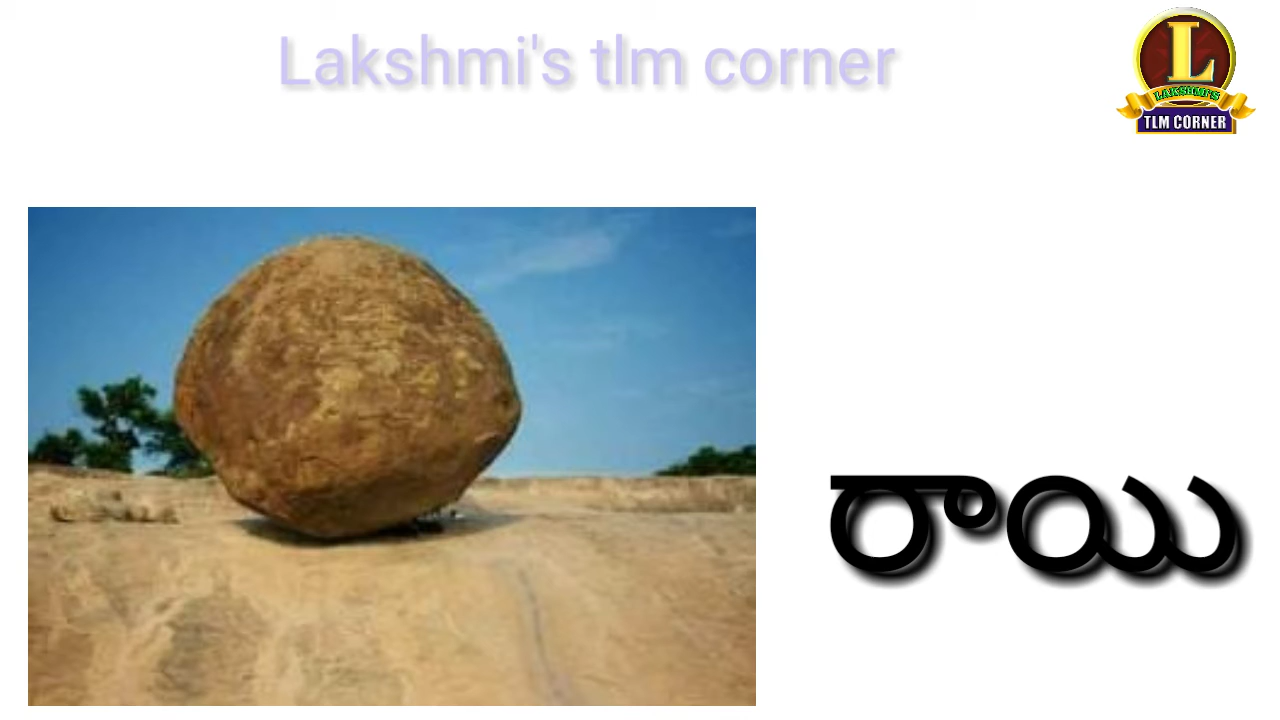 Lakshmi's tlm corner
L
LAKSHMI'S
TLM CORNER
రాయి